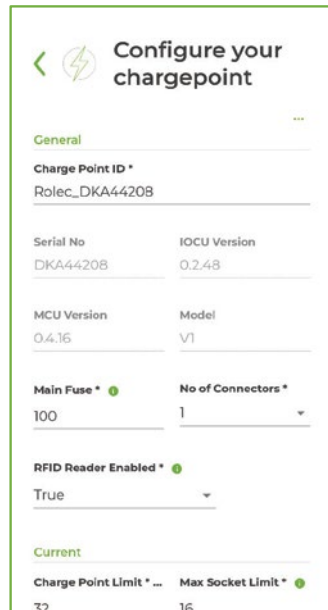 Configure your
chargepoint
...
General
Charge Point ID *
Rolec_DKA44208
Serial No IOCU Version
DKA44208 0.2.48
MCU Version Model
0.4.16 V1
Main Fuse * No of Connectors *
100 1
RFID Reader Enabled *
True
Current
Charge Point Limit * ... Max Socket Limit *
32 16